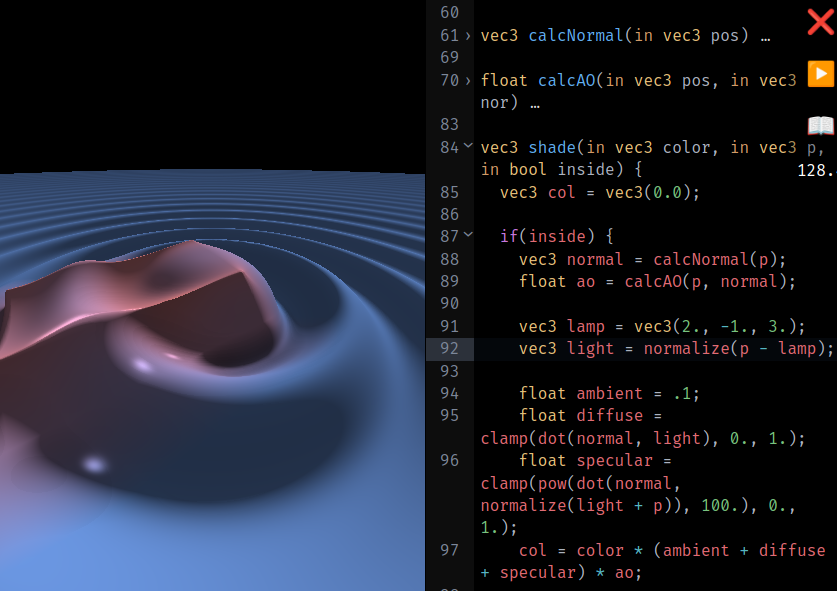 60
61 vec3 calcNormal(in vec3 pos) …
69
70 float calcAO(in vec3 pos, in vec3
nor) …
83
84 vec3 shade(in vec3 color, in vec3 p,
in bool inside) {
128.
85 vec3 col = vec3(0.0);
86
87 if(inside) {
88 vec3 normal = calcNormal(p);
89 float ao = calcAO(p, normal);
90
91 vec3 lamp = vec3(2., -1., 3.);
92 vec3 light = normalize(p - lamp);
93
94 float ambient = .1;
95 float diffuse =
clamp(dot(normal, light), 0., 1.);
96 float specular =
clamp(pow(dot(normal,
normalize(light + p)), 100.), 0.,
1.);
97 col = color * (ambient + diffuse
+ specular) * ao;